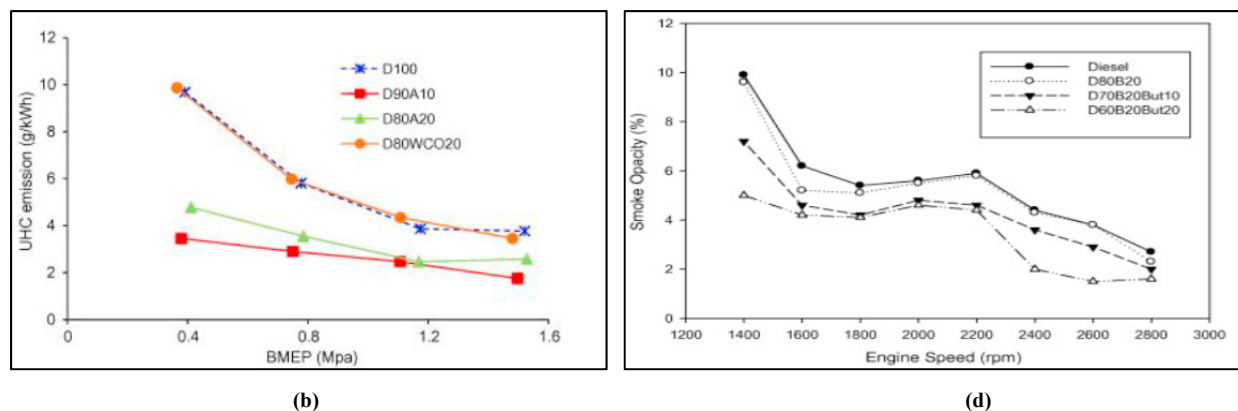 12
10
8
6
4
2
0
UHC emission (g/kWh)
D100
D90A10
D80A20
D80WCO20
0
0.4
0.8
1.2
1.6
BMEP (Mpa)
(b)
12
10
8
6
4
2
0
Smoke Opacity (%)
Diesel
D80B20
D70B20But10
D60B20But20
1200
1400
1600
1800
2000
2200
2400
2600
2800
3000
Engine Speed (rpm)
(d)